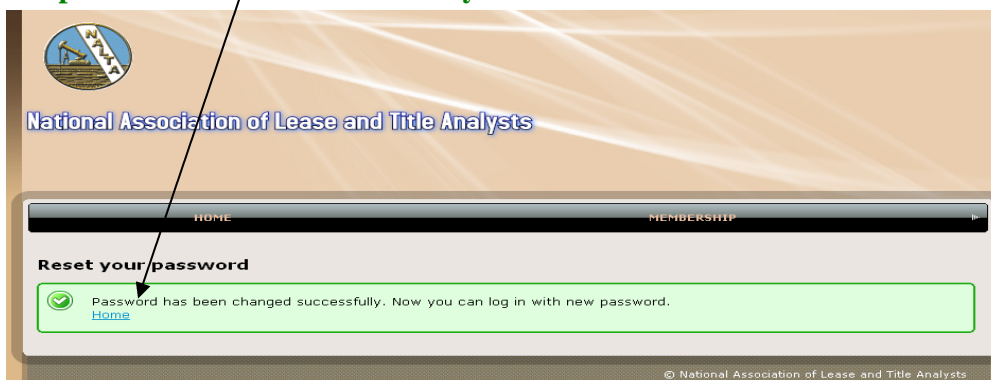 NALTA
National Association of Lease and Title Analysts
HOME MEMBERSHIP
Reset your password
Password has been changed successfully. Now you can log in with new password.
Home
© National Association of Lease and Title Analysts